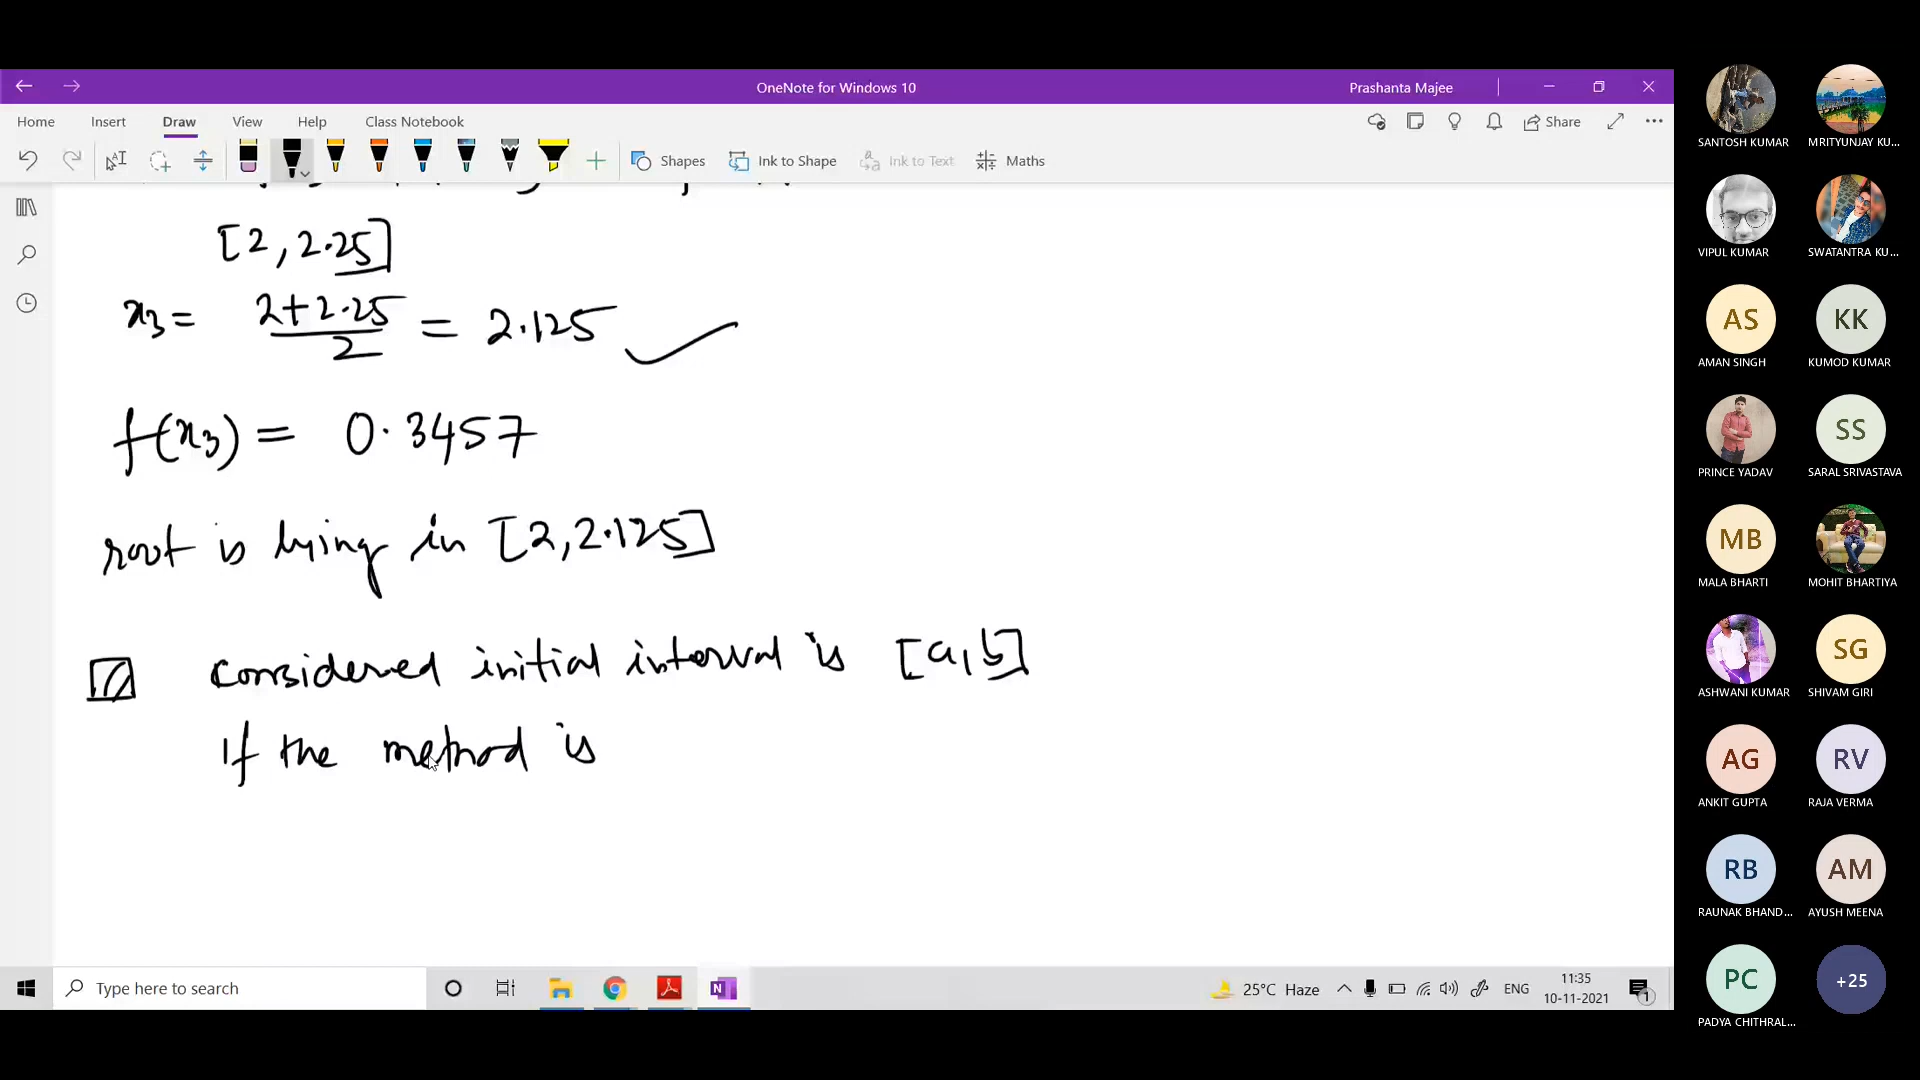 OneNote for Windows 10
Prashanta Majee
Home Insert Draw View Help Class Notebook
Share
Shapes Ink to Shape Ink to Text Maths
[2, 2.25]
x3 = 2+2.25 / 2 = 2.125
f(x3) = 0.3457
root is lying in [2, 2.125]
Considered initial interval is [a, b]
If the method is
Type here to search
25°C Haze
ENG
11:35
10-11-2021
1
SANTOSH KUMAR
MRITYUNJAY KU...
VIPUL KUMAR
SWATANTRA KU...
AS
AMAN SINGH
KK
KUMOD KUMAR
PRINCE YADAV
SS
SARAL SRIVASTAVA
MB
MALA BHARTI
MOHIT BHARTIYA
ASHWANI KUMAR
SG
SHIVAM GIRI
AG
ANKIT GUPTA
RV
RAJA VERMA
RB
RAUNAK BHAND...
AM
AYUSH MEENA
PC
PADYA CHITHRAL...
+25